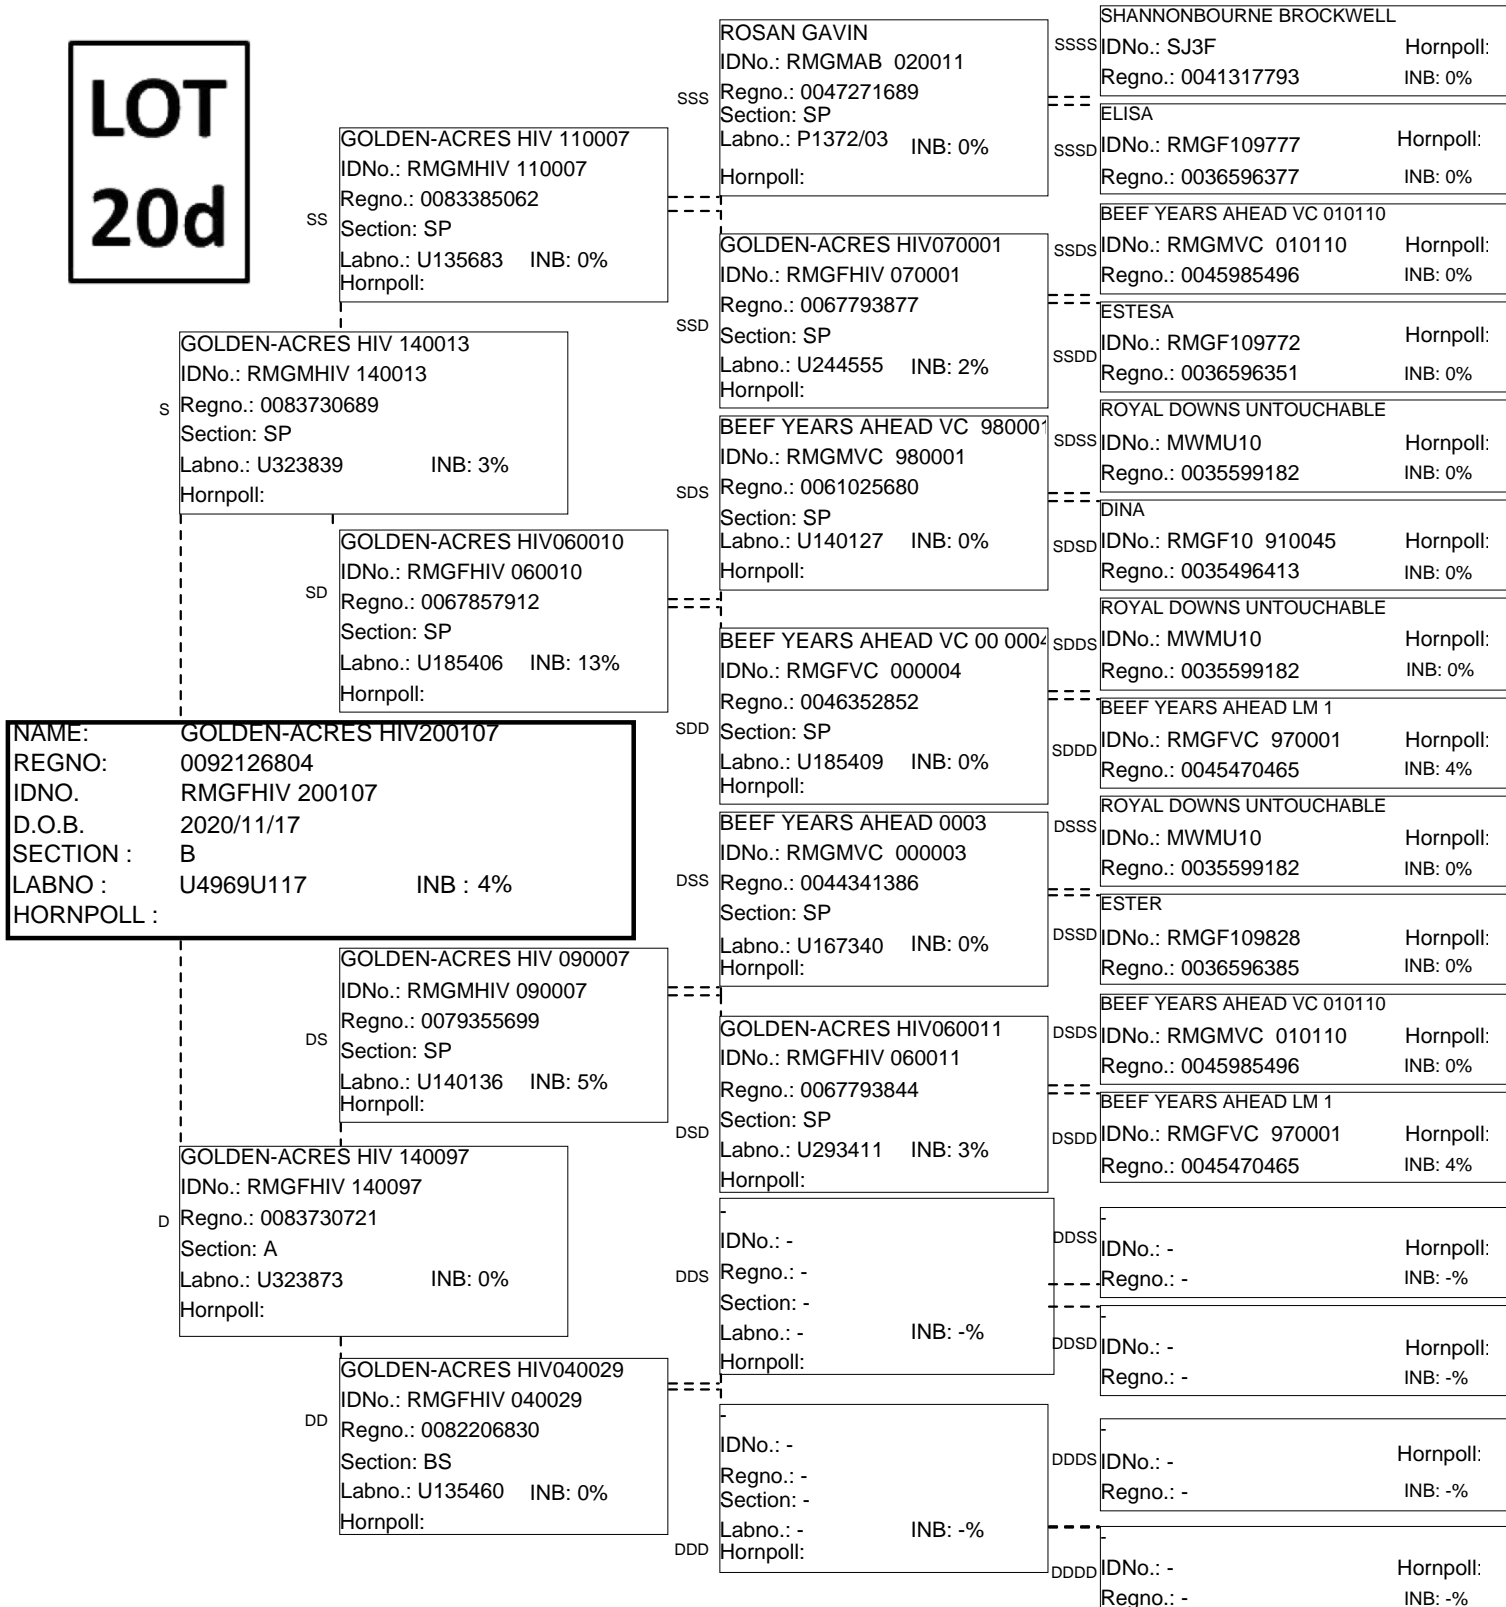 LOT
20d
NAME: GOLDEN-ACRES HIV200107
REGNO: 0092126804
IDNO. RMGFHIV 200107
D.O.B. 2020/11/17
SECTION : B
LABNO : U4969U117 INB : 4%
HORNPOLL :
S
GOLDEN-ACRES HIV 140013
IDNo.: RMGMHIV 140013
Regno.: 0083730689
Section: SP
Labno.: U323839 INB: 3%
Hornpoll:
D
GOLDEN-ACRES HIV 140097
IDNo.: RMGFHIV 140097
Regno.: 0083730721
Section: A
Labno.: U323873 INB: 0%
Hornpoll:
SS
GOLDEN-ACRES HIV 110007
IDNo.: RMGMHIV 110007
Regno.: 0083385062
Section: SP
Labno.: U135683 INB: 0%
Hornpoll:
SD
GOLDEN-ACRES HIV060010
IDNo.: RMGFHIV 060010
Regno.: 0067857912
Section: SP
Labno.: U185406 INB: 13%
Hornpoll:
DS
GOLDEN-ACRES HIV 090007
IDNo.: RMGMHIV 090007
Regno.: 0079355699
Section: SP
Labno.: U140136 INB: 5%
Hornpoll:
DD
GOLDEN-ACRES HIV040029
IDNo.: RMGFHIV 040029
Regno.: 0082206830
Section: BS
Labno.: U135460 INB: 0%
Hornpoll:
SSS
ROSAN GAVIN
IDNo.: RMGMAB 020011
Regno.: 0047271689
Section: SP
Labno.: P1372/03 INB: 0%
Hornpoll:
SSD
GOLDEN-ACRES HIV070001
IDNo.: RMGFHIV 070001
Regno.: 0067793877
Section: SP
Labno.: U244555 INB: 2%
Hornpoll:
SDS
BEEF YEARS AHEAD VC 980001
IDNo.: RMGMVC 980001
Regno.: 0061025680
Section: SP
Labno.: U140127 INB: 0%
Hornpoll:
SDD
BEEF YEARS AHEAD VC 00 0004
IDNo.: RMGFVC 000004
Regno.: 0046352852
Section: SP
Labno.: U185409 INB: 0%
Hornpoll:
DSS
BEEF YEARS AHEAD 0003
IDNo.: RMGMVC 000003
Regno.: 0044341386
Section: SP
Labno.: U167340 INB: 0%
Hornpoll:
DSD
GOLDEN-ACRES HIV060011
IDNo.: RMGFHIV 060011
Regno.: 0067793844
Section: SP
Labno.: U293411 INB: 3%
Hornpoll:
DDS
-
IDNo.: -
Regno.: -
Section: -
Labno.: - INB: -%
Hornpoll:
DDD
-
IDNo.: -
Regno.: -
Section: -
Labno.: - INB: -%
Hornpoll:
SHANNONBOURNE BROCKWELL
SSSS IDNo.: SJ3F Hornpoll:
Regno.: 0041317793 INB: 0%
ELISA
SSSD IDNo.: RMGF109777 Hornpoll:
Regno.: 0036596377 INB: 0%
BEEF YEARS AHEAD VC 010110
SSDS IDNo.: RMGMVC 010110 Hornpoll:
Regno.: 0045985496 INB: 0%
ESTESA
SSDD IDNo.: RMGF109772 Hornpoll:
Regno.: 0036596351 INB: 0%
ROYAL DOWNS UNTOUCHABLE
SDSS IDNo.: MWMU10 Hornpoll:
Regno.: 0035599182 INB: 0%
DINA
SDSD IDNo.: RMGF10 910045 Hornpoll:
Regno.: 0035496413 INB: 0%
ROYAL DOWNS UNTOUCHABLE
SDDS IDNo.: MWMU10 Hornpoll:
Regno.: 0035599182 INB: 0%
BEEF YEARS AHEAD LM 1
SDDD IDNo.: RMGFVC 970001 Hornpoll:
Regno.: 0045470465 INB: 4%
ROYAL DOWNS UNTOUCHABLE
DSSS IDNo.: MWMU10 Hornpoll:
Regno.: 0035599182 INB: 0%
ESTER
DSSD IDNo.: RMGF109828 Hornpoll:
Regno.: 0036596385 INB: 0%
BEEF YEARS AHEAD VC 010110
DSDS IDNo.: RMGMVC 010110 Hornpoll:
Regno.: 0045985496 INB: 0%
BEEF YEARS AHEAD LM 1
DSDD IDNo.: RMGFVC 970001 Hornpoll:
Regno.: 0045470465 INB: 4%
-
DDSS IDNo.: - Hornpoll:
Regno.: - INB: -%
-
DDSD IDNo.: - Hornpoll:
Regno.: - INB: -%
-
DDDS IDNo.: - Hornpoll:
Regno.: - INB: -%
-
DDDD IDNo.: - Hornpoll:
Regno.: - INB: -%